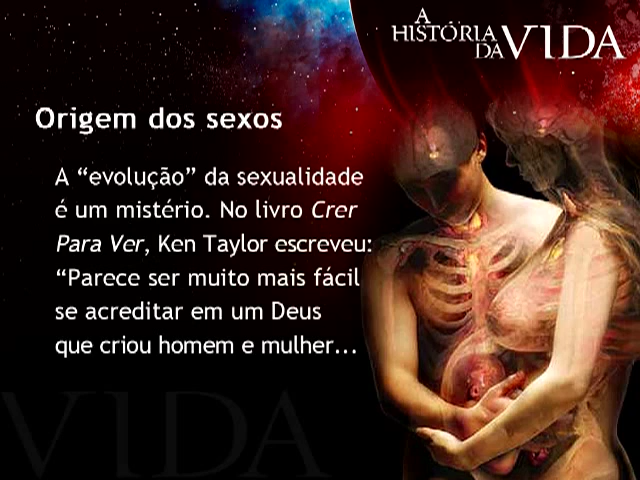 A
HISTÓRIA
DA VIDA
Origem dos sexos
A “evolução” da sexualidade
é um mistério. No livro Crer
Para Ver, Ken Taylor escreveu:
“Parece ser muito mais fácil
se acreditar em um Deus
que criou homem e mulher...
VIDA